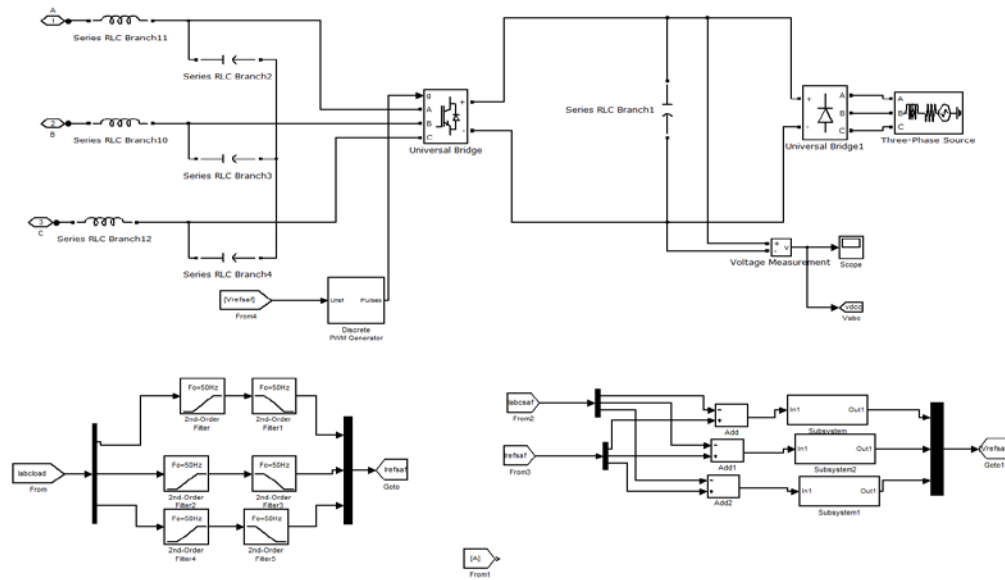 A
1
Series RLC Branch11
Series RLC Branch2
2
B
Series RLC Branch10
Series RLC Branch3
3
C
Series RLC Branch12
Series RLC Branch4
g
A
B
C
+
-
Universal Bridge
Series RLC Branch1
+
-
A
B
C
Universal Bridge1
A
B
C
Three-Phase Source
+
-
v
Voltage Measurement
Scope
vdcc
Vabc
[Vrefsaf]
From4
Uref
Pulses
Discrete
PWM Generator
Iabcload
From
Fo=50Hz
2nd-Order
Filter
Fo=50Hz
2nd-Order
Filter1
Fo=50Hz
2nd-Order
Filter2
Fo=50Hz
2nd-Order
Filter3
Fo=50Hz
2nd-Order
Filter4
Fo=50Hz
2nd-Order
Filter5
Irefsaf
Goto
Iabcsaf
From2
Irefsaf
From3
-
+
Add
-
+
Add1
-
+
Add2
In1
Out1
Subsystem
In1
Out1
Subsystem2
In1
Out1
Subsystem1
Vrefsaf
Goto1
[A]
From1